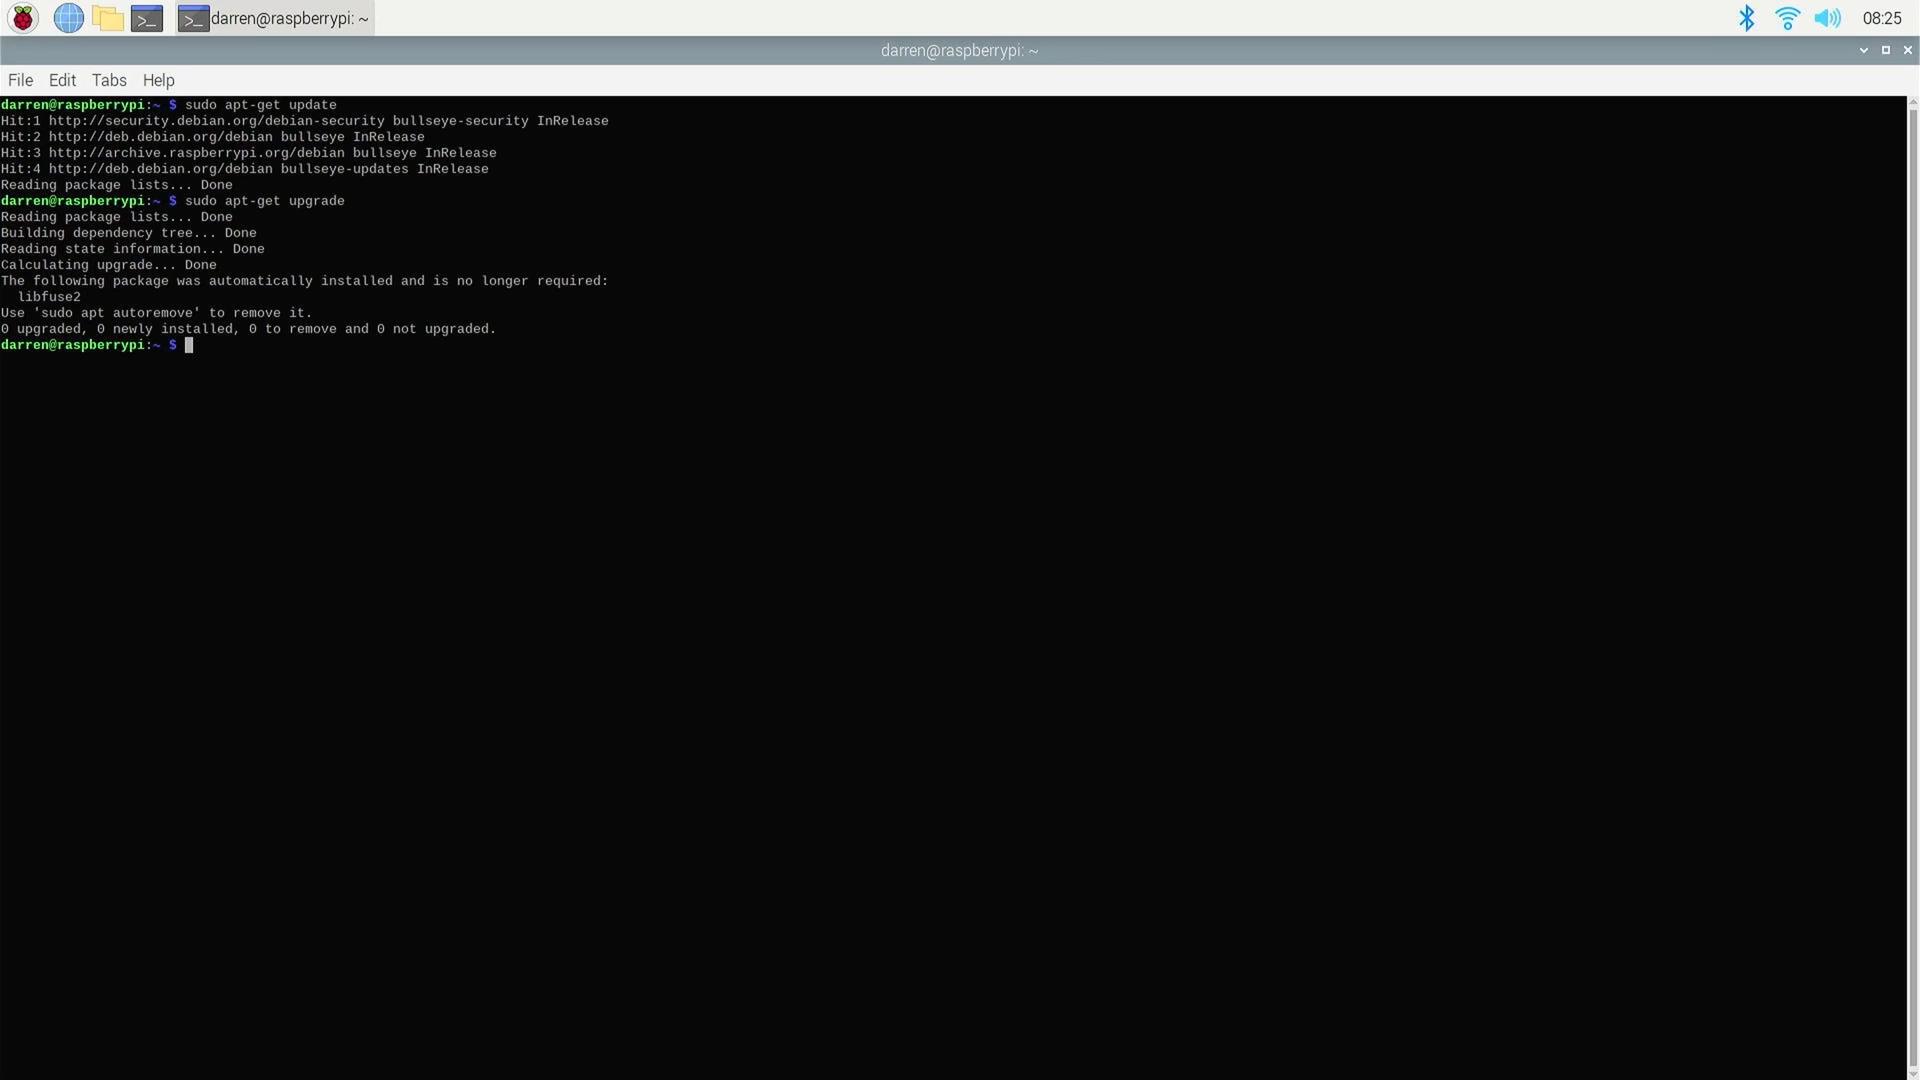 darren@raspberrypi: ~
08:25
darren@raspberrypi: ~
File Edit Tabs Help
darren@raspberrypi:~ $ sudo apt-get update
Hit:1 http://security.debian.org/debian-security bullseye-security InRelease
Hit:2 http://deb.debian.org/debian bullseye InRelease
Hit:3 http://archive.raspberrypi.org/debian bullseye InRelease
Hit:4 http://deb.debian.org/debian bullseye-updates InRelease
Reading package lists... Done
darren@raspberrypi:~ $ sudo apt-get upgrade
Reading package lists... Done
Building dependency tree... Done
Reading state information... Done
Calculating upgrade... Done
The following package was automatically installed and is no longer required:
  libfuse2
Use 'sudo apt autoremove' to remove it.
0 upgraded, 0 newly installed, 0 to remove and 0 not upgraded.
darren@raspberrypi:~ $